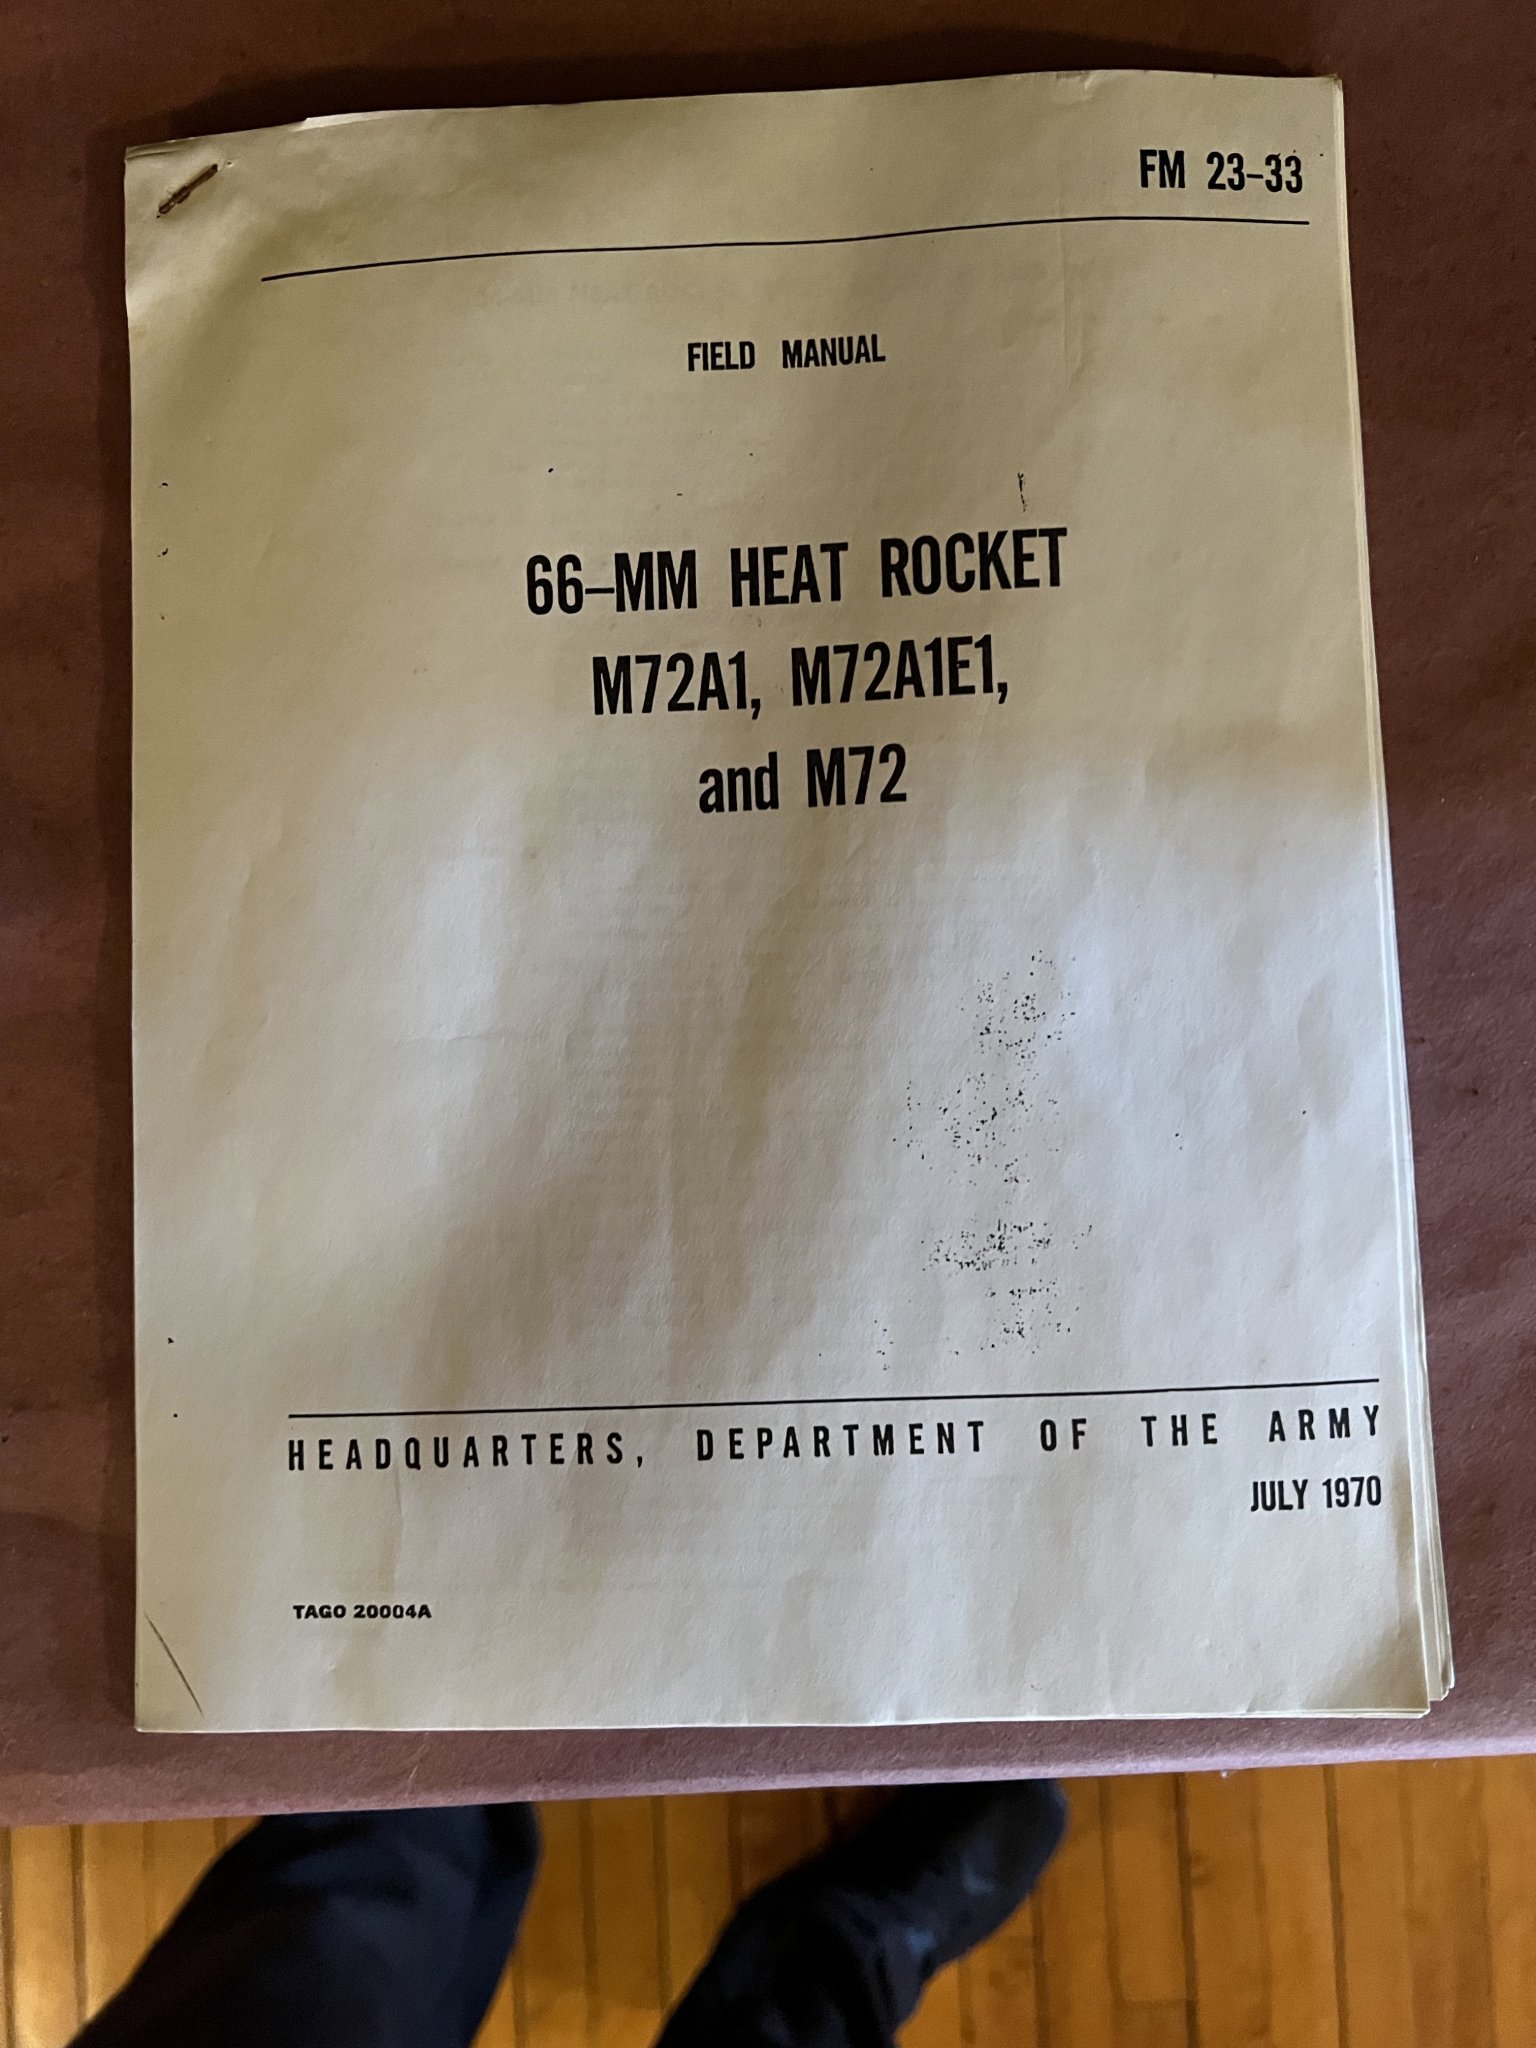 FM 23–33
FIELD MANUAL
66–MM HEAT ROCKET
M72A1, M72A1E1,
and M72
HEADQUARTERS, DEPARTMENT OF THE ARMY
JULY 1970
TAGO 20004A